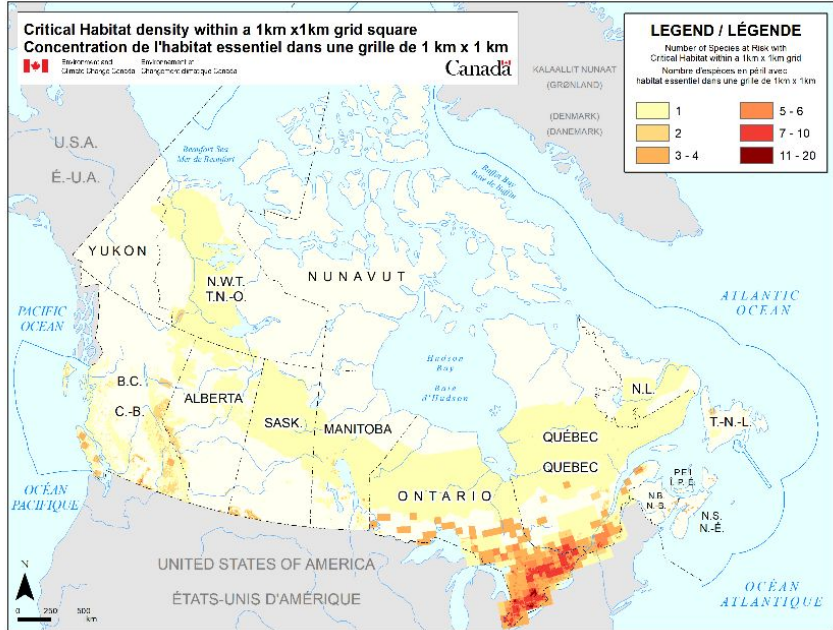 Critical Habitat density within a 1km x1km grid square
Concentration de l'habitat essentiel dans une grille de 1 km x 1 km
Environment and
Climate Change Canada
Environnement et
Changement climatique Canada
Canada
LEGEND / LÉGENDE
Number of Species at Risk with
Critical Habitat within a 1km x 1km grid
Nombre d'espèces en péril avec
habitat essentiel dans une grille de 1km x 1km
1
5 - 6
2
7 - 10
3 - 4
11 - 20
KALAALLIT NUNAAT
(GRØNLAND)
(DENMARK)
(DANEMARK)
U.S.A.
É.-U.A.
Beaufort Sea
Mer de Beaufort
Baffin Bay
Baie de Baffin
YUKON
N.W.T.
T.N.-O.
NUNAVUT
PACIFIC
OCEAN
ATLANTIC
OCEAN
Hudson
Bay
Baie
d'Hudson
B.C.
C.-B.
ALBERTA
SASK.
MANITOBA
ONTARIO
QUÉBEC
QUEBEC
N.L.
T.-N.-L.
P.E.I.
Î.P.É.
N.B.
N.-B.
N.S.
N.-É.
OCÉAN
PACIFIQUE
UNITED STATES OF AMERICA
ÉTATS-UNIS D'AMÉRIQUE
OCÉAN
ATLANTIQUE
N
0 250 500
km